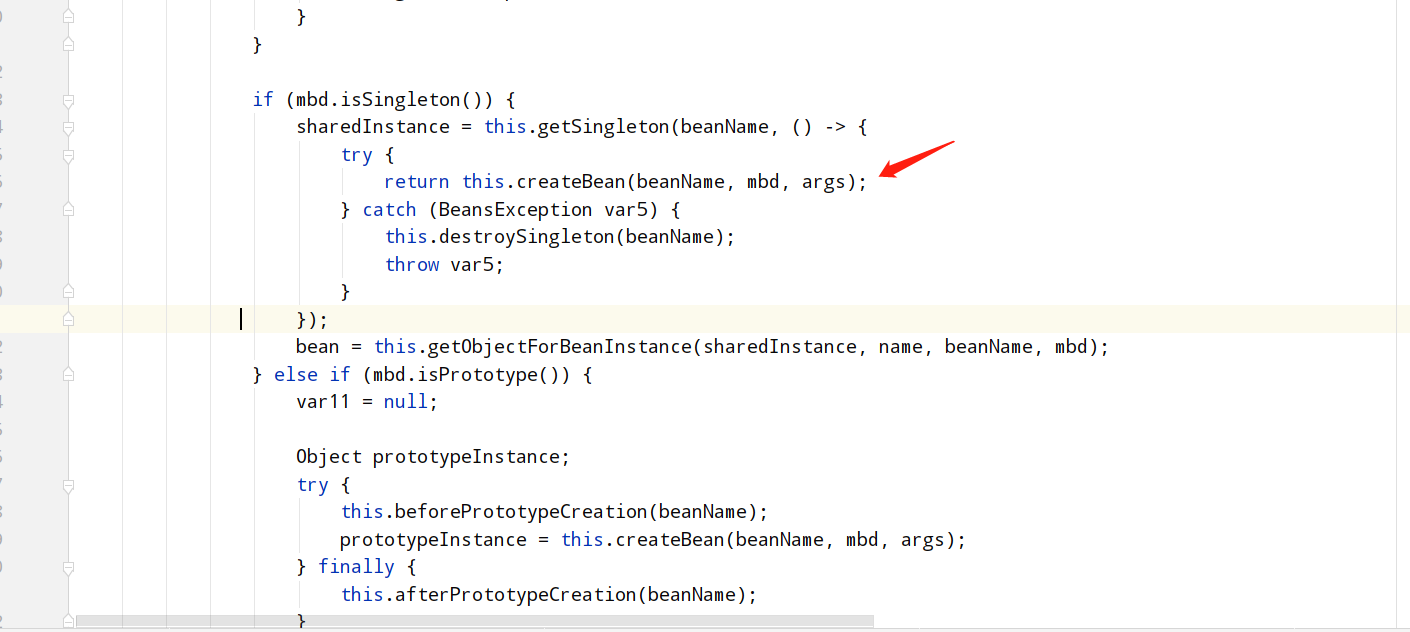 }
}
if (mbd.isSingleton()) {
sharedInstance = this.getSingleton(beanName, () -> {
try {
return this.createBean(beanName, mbd, args);
} catch (BeansException var5) {
this.destroySingleton(beanName);
throw var5;
}
});
bean = this.getObjectForBeanInstance(sharedInstance, name, beanName, mbd);
} else if (mbd.isPrototype()) {
var11 = null;
Object prototypeInstance;
try {
this.beforePrototypeCreation(beanName);
prototypeInstance = this.createBean(beanName, mbd, args);
} finally {
this.afterPrototypeCreation(beanName);
}